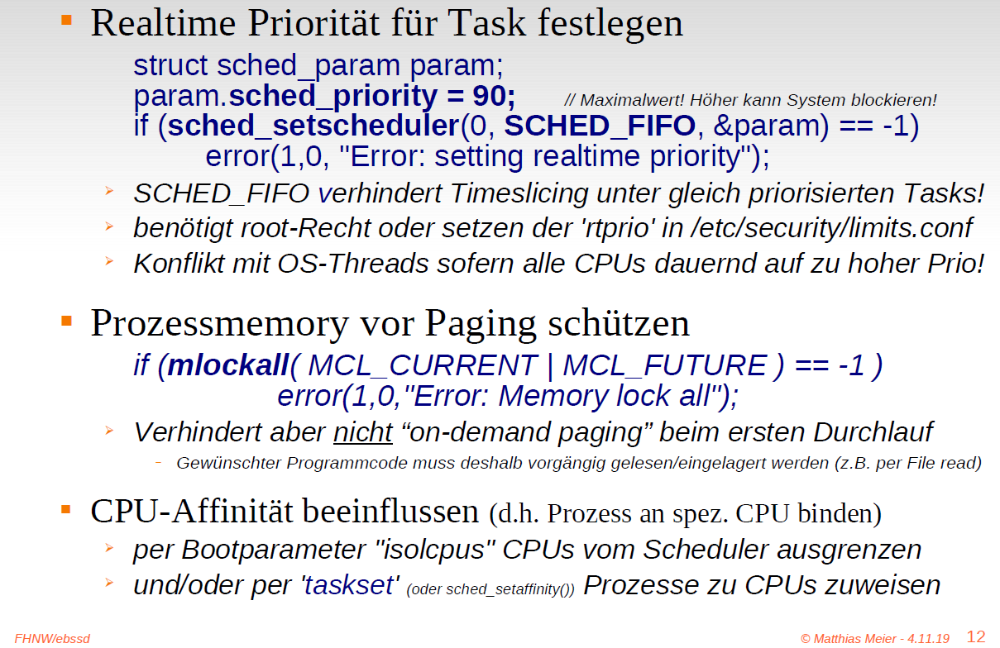 Realtime Priorität für Task festlegen
struct sched_param param;
param.sched_priority = 90; // Maximalwert! Höher kann System blockieren!
if (sched_setscheduler(0, SCHED_FIFO, &param) == -1)
error(1,0, "Error: setting realtime priority");
SCHED_FIFO verhindert Timeslicing unter gleich priorisierten Tasks!
benötigt root-Recht oder setzen der 'rtprio' in /etc/security/limits.conf
Konflikt mit OS-Threads sofern alle CPUs dauernd auf zu hoher Prio!
Prozessmemory vor Paging schützen
if (mlockall( MCL_CURRENT | MCL_FUTURE ) == -1 )
error(1,0,"Error: Memory lock all");
Verhindert aber nicht “on-demand paging” beim ersten Durchlauf
- Gewünschter Programmcode muss deshalb vorgängig gelesen/eingelagert werden (z.B. per File read)
CPU-Affinität beeinflussen (d.h. Prozess an spez. CPU binden)
per Bootparameter "isolcpus" CPUs vom Scheduler ausgrenzen
und/oder per 'taskset' (oder sched_setaffinity()) Prozesse zu CPUs zuweisen
FHNW/ebssd © Matthias Meier - 4.11.19 12